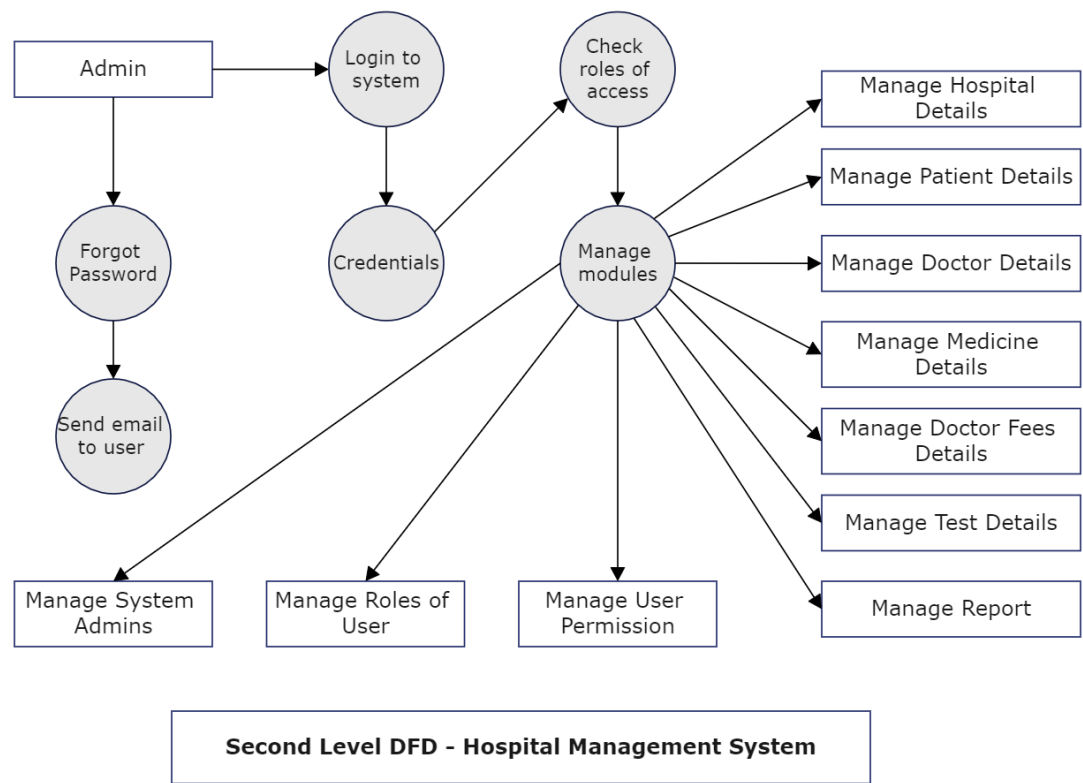 Admin
Login to
system
Check
roles of
access
Manage Hospital
Details
Manage Patient Details
Forgot
Password
Credentials
Manage
modules
Manage Doctor Details
Manage Medicine
Details
Send email
to user
Manage Doctor Fees
Details
Manage Test Details
Manage System
Admins
Manage Roles of
User
Manage User
Permission
Manage Report
Second Level DFD - Hospital Management System